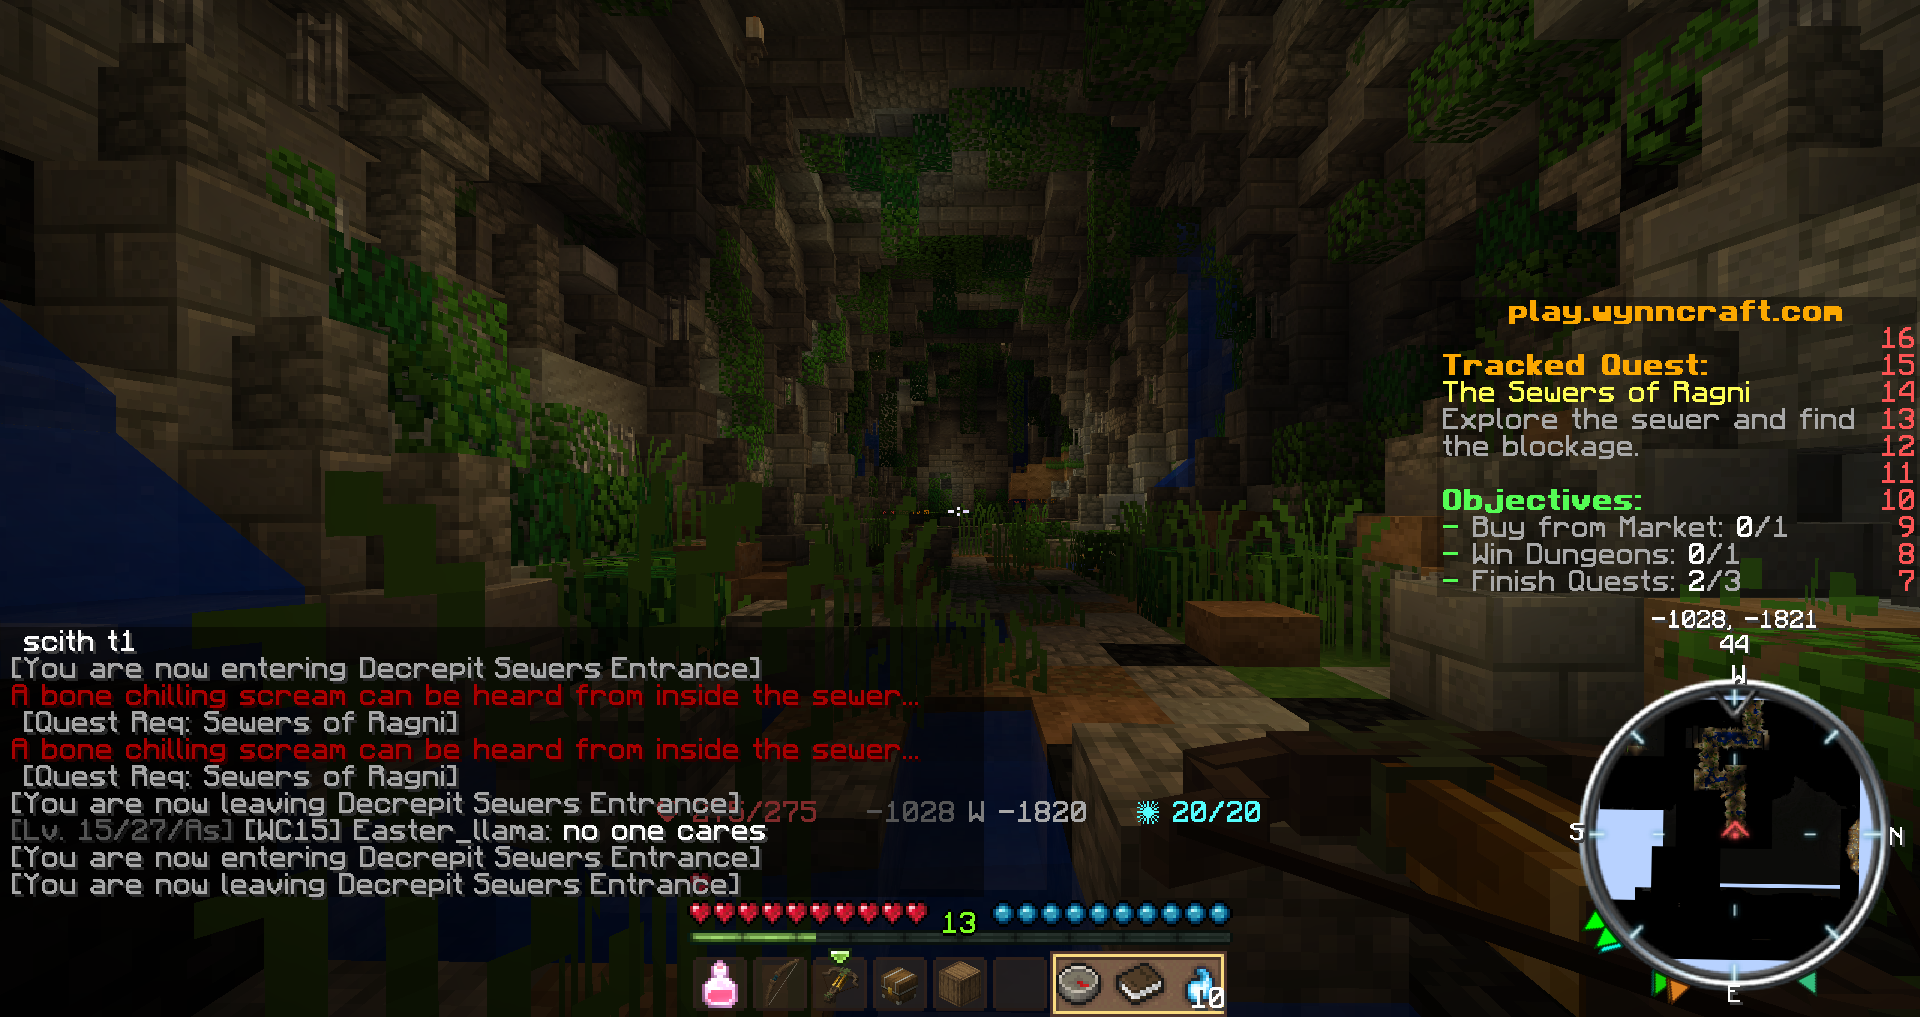 play.wynncraft.com
16
Tracked Quest: 15
The Sewers of Ragni 14
Explore the sewer and find 13
the blockage. 12
11
Objectives: 10
- Buy from Market: 0/1 9
- Win Dungeons: 0/1 8
- Finish Quests: 2/3 7
-1028, -1821
44
scith t1
[You are now entering Decrepit Sewers Entrance]
A bone chilling scream can be heard from inside the sewer...
[Quest Req: Sewers of Ragni]
A bone chilling scream can be heard from inside the sewer...
[Quest Req: Sewers of Ragni]
[You are now leaving Decrepit Sewers Entrance]
/275 -1028 W -1820 20/20
[Lv. 15/27/As] [WC15] Easter_llama: no one cares
[You are now entering Decrepit Sewers Entrance]
[You are now leaving Decrepit Sewers Entrance]
13
10
W
S
N
E